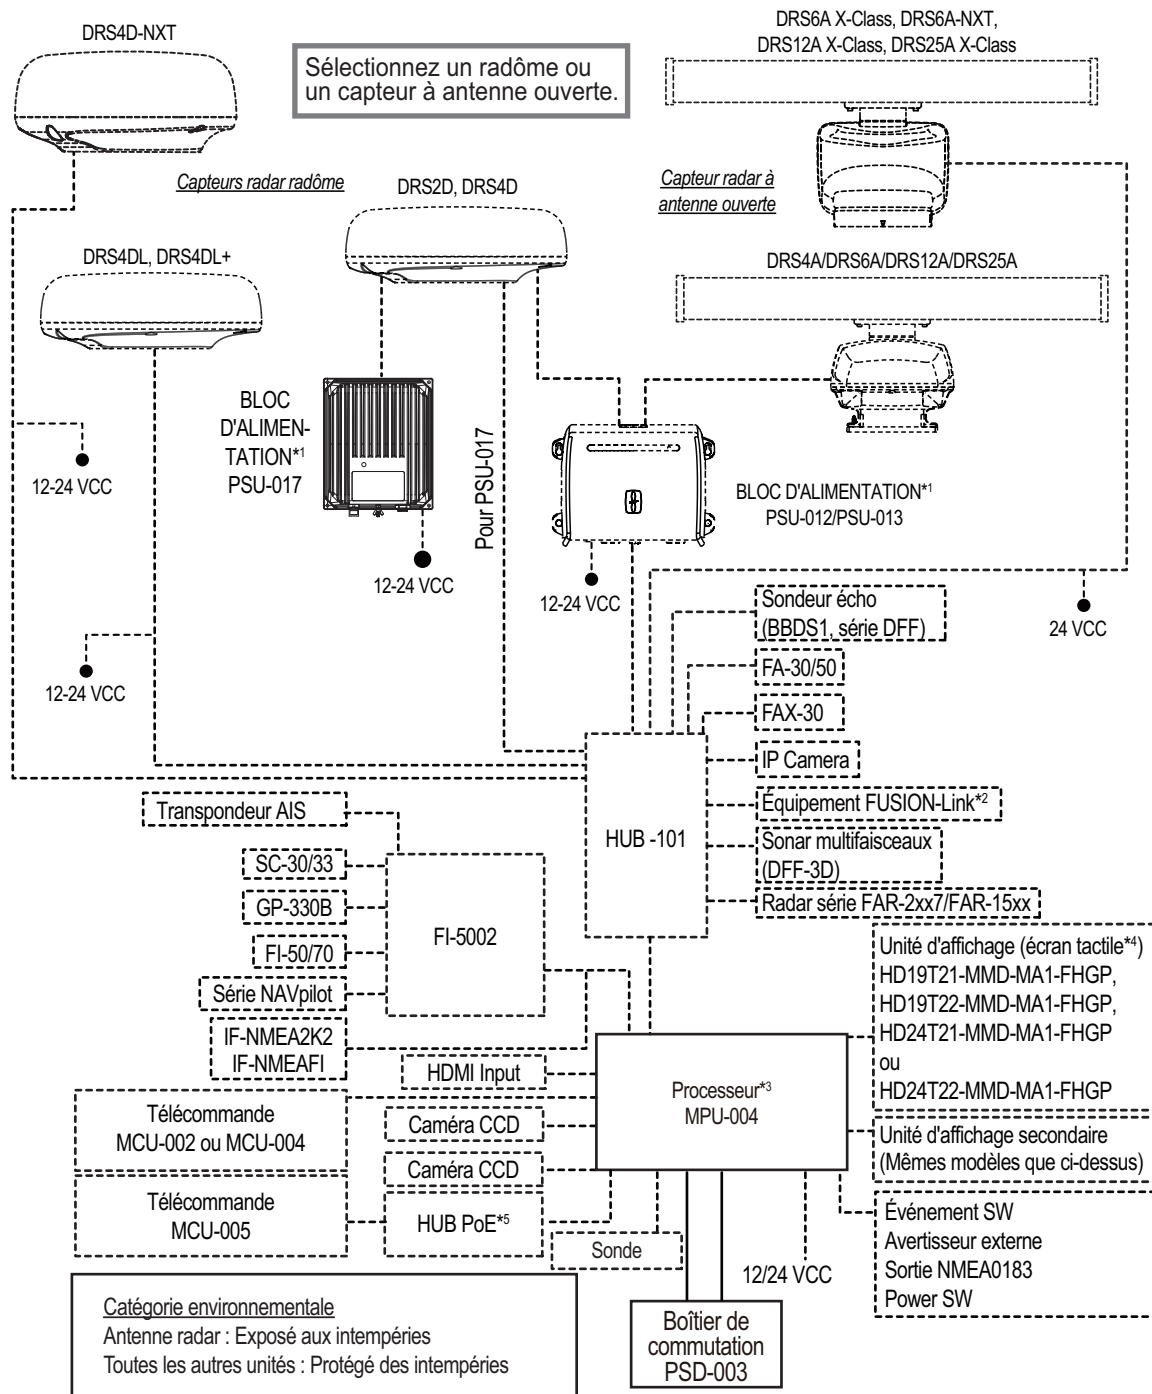 DRS4D-NXT
Sélectionnez un radôme ou
un capteur à antenne ouverte.
DRS6A X-Class, DRS6A-NXT,
DRS12A X-Class, DRS25A X-Class
Capteurs radar radôme
DRS2D, DRS4D
Capteur radar à
antenne ouverte
DRS4DL, DRS4DL+
DRS4A/DRS6A/DRS12A/DRS25A
BLOC
D'ALIMEN-
TATION*1
PSU-017
Pour PSU-017
BLOC D'ALIMENTATION*1
PSU-012/PSU-013
12-24 VCC
12-24 VCC
12-24 VCC
24 VCC
12-24 VCC
Sondeur écho
(BBDS1, série DFF)
FA-30/50
FAX-30
IP Camera
Équipement FUSION-Link*2
Sonar multifaisceaux
(DFF-3D)
Radar série FAR-2xx7/FAR-15xx
HUB -101
Transpondeur AIS
SC-30/33
GP-330B
FI-50/70
Série NAVpilot
IF-NMEA2K2
IF-NMEAFI
FI-5002
Unité d'affichage (écran tactile*4)
HD19T21-MMD-MA1-FHGP,
HD19T22-MMD-MA1-FHGP,
HD24T21-MMD-MA1-FHGP
ou
HD24T22-MMD-MA1-FHGP
HDMI Input
Processeur*3
MPU-004
Télécommande
MCU-002 ou MCU-004
Caméra CCD
Caméra CCD
Unité d'affichage secondaire
(Mêmes modèles que ci-dessus)
Télécommande
MCU-005
HUB PoE*5
Sonde
12/24 VCC
Événement SW
Avertisseur externe
Sortie NMEA0183
Power SW
Boîtier de
commutation
PSD-003
Catégorie environnementale
Antenne radar : Exposé aux intempéries
Toutes les autres unités : Protégé des intempéries